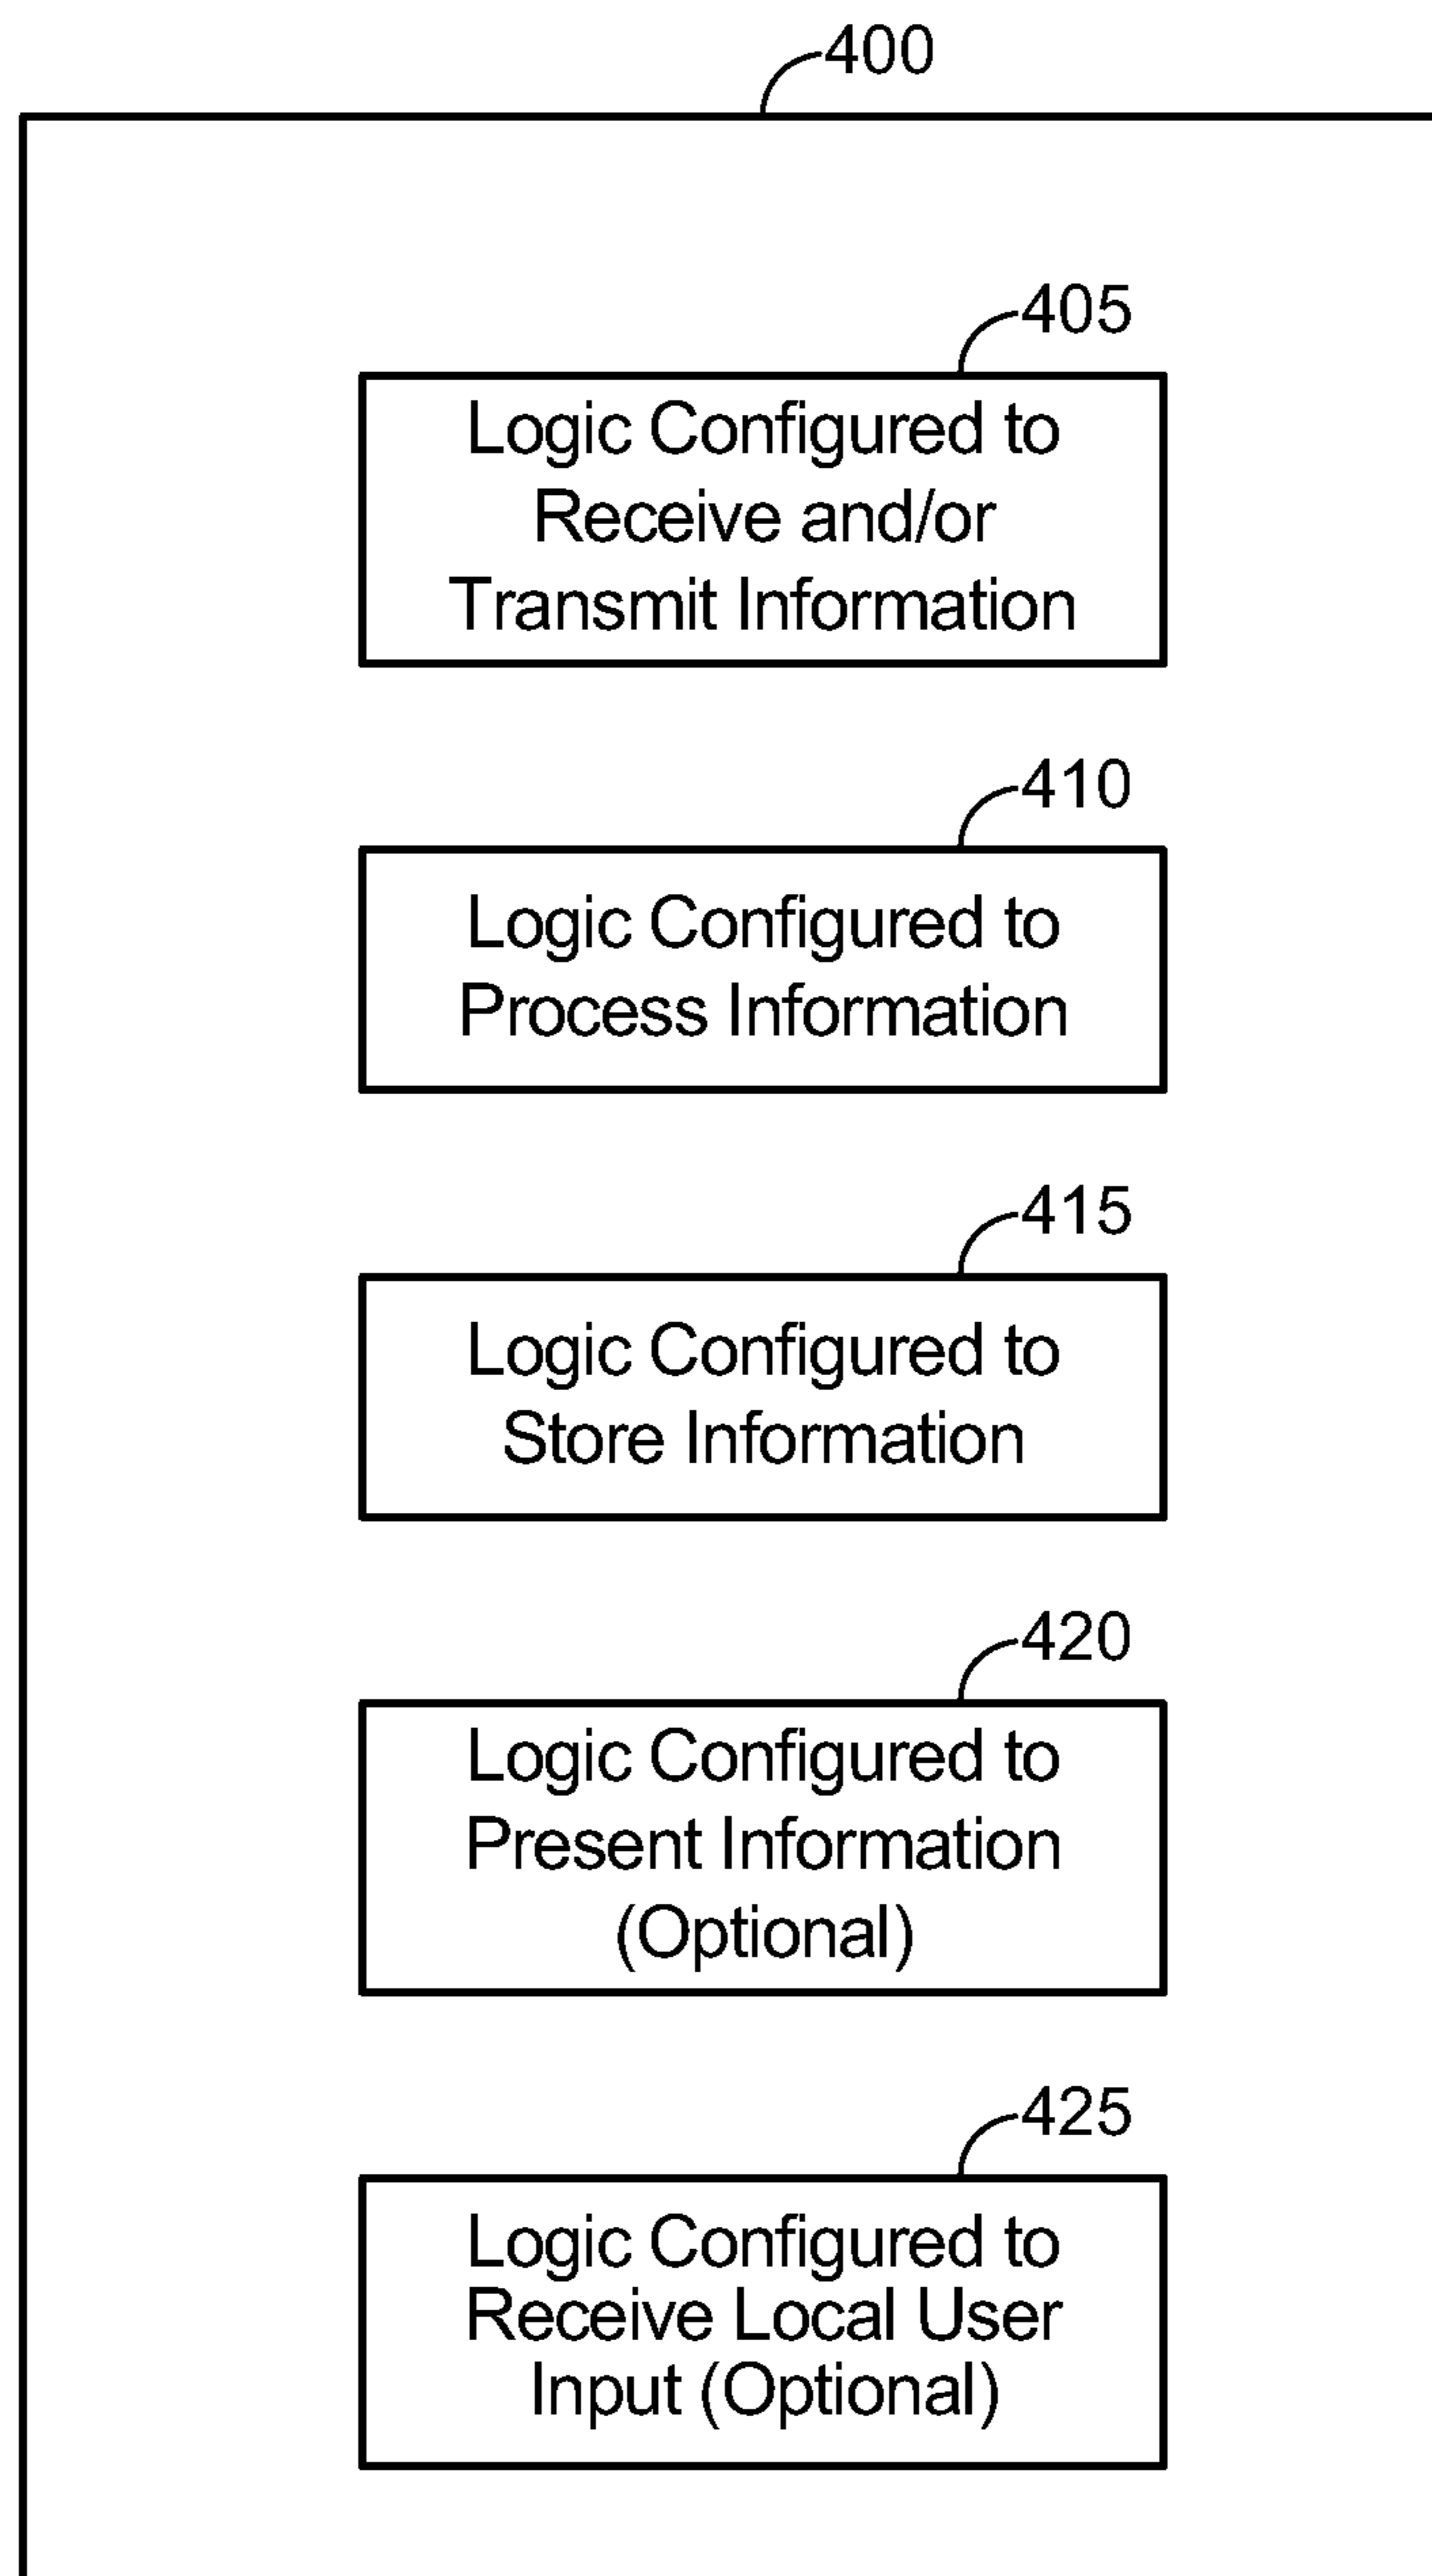 400
405
Logic Configured to
Receive and/or
Transmit Information
410
Logic Configured to
Process Information
415
Logic Configured to
Store Information
420
Logic Configured to
Present Information
(Optional)
425
Logic Configured to
Receive Local User
Input (Optional)